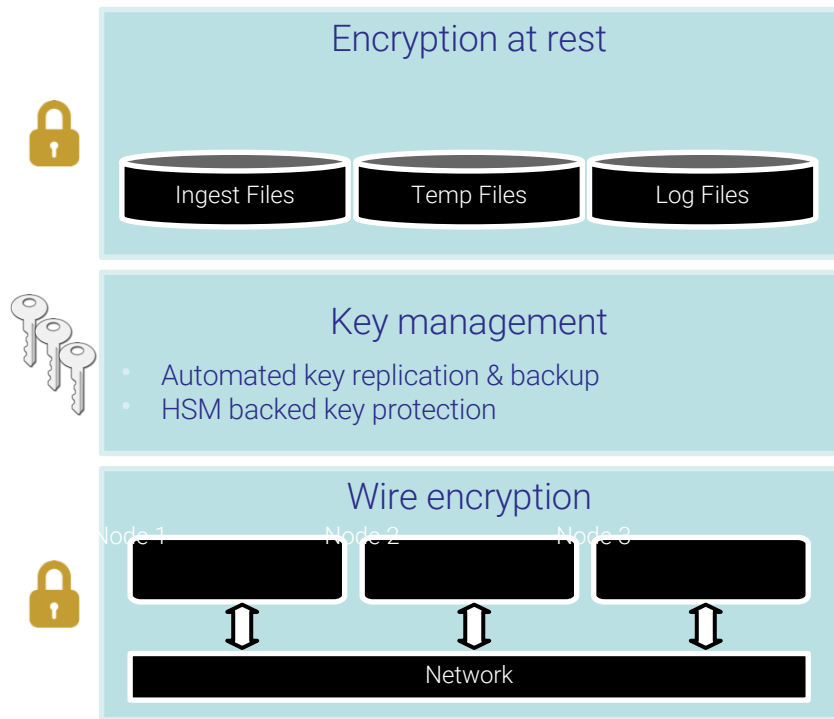 Encryption at rest
Ingest Files Temp Files Log Files
Key management
Automated key replication & backup
HSM backed key protection
Wire encryption
Node 1 Node 2 Node 3
Network